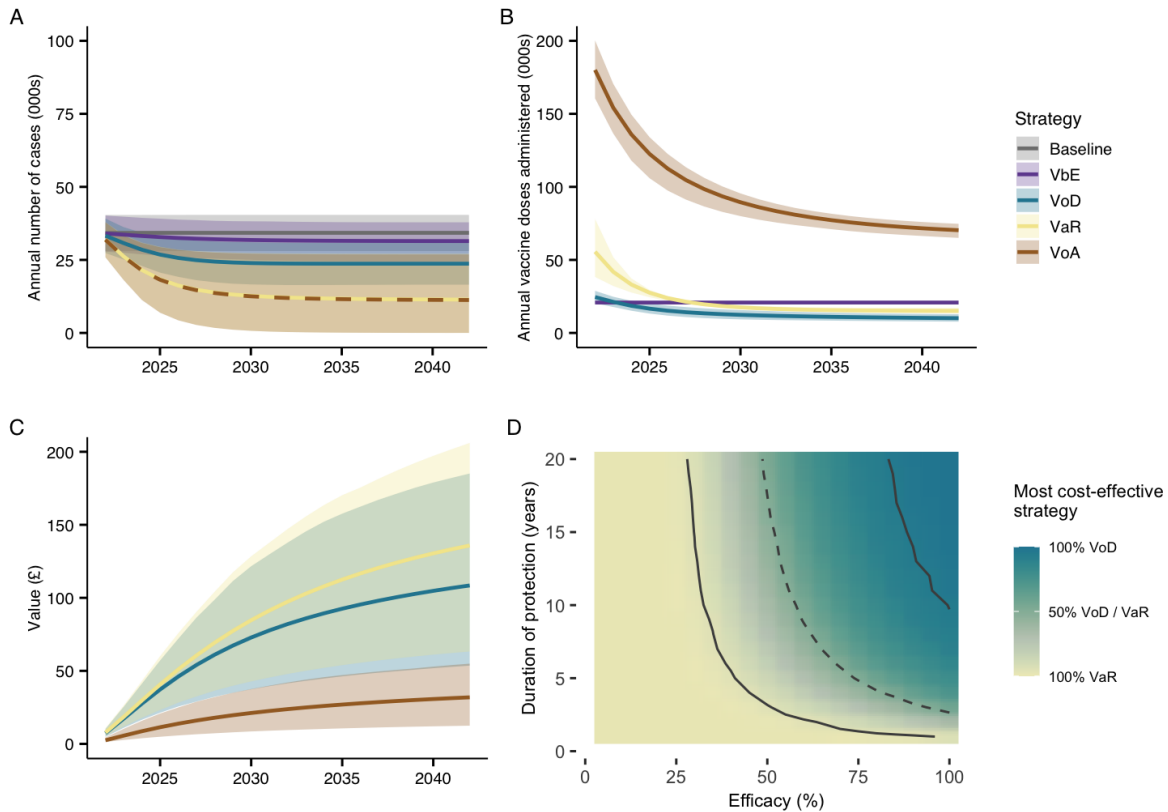 A
Annual number of cases (000s)
100
75
50
25
0
2025
2030
2035
2040
B
Annual vaccine doses administered (000s)
200
150
100
50
0
2025
2030
2035
2040
Strategy
Baseline
VbE
VoD
VaR
VoA
C
Value (£)
200
150
100
50
0
2025
2030
2035
2040
D
Duration of protection (years)
20
15
10
5
0
0
25
50
75
100
Efficacy (%)
Most cost-effective
strategy
100% VoD
50% VoD / VaR
100% VaR